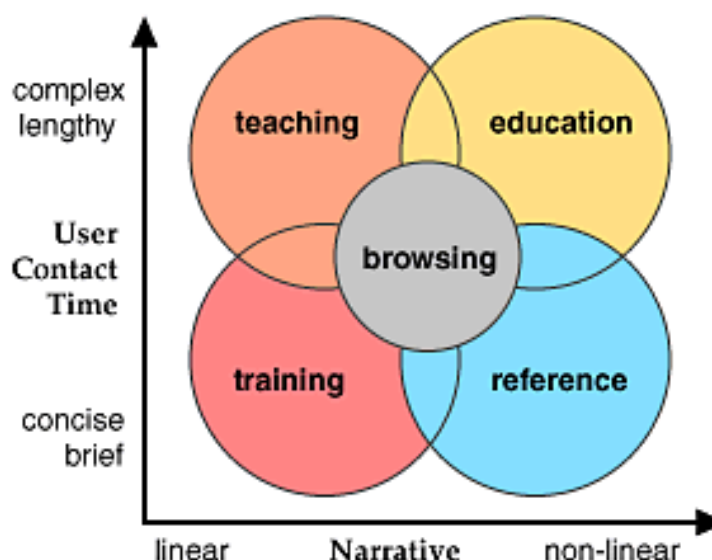 complex
lengthy
teaching
education
User
Contact
Time
browsing
training
reference
concise
brief
linear
Narrative
non-linear